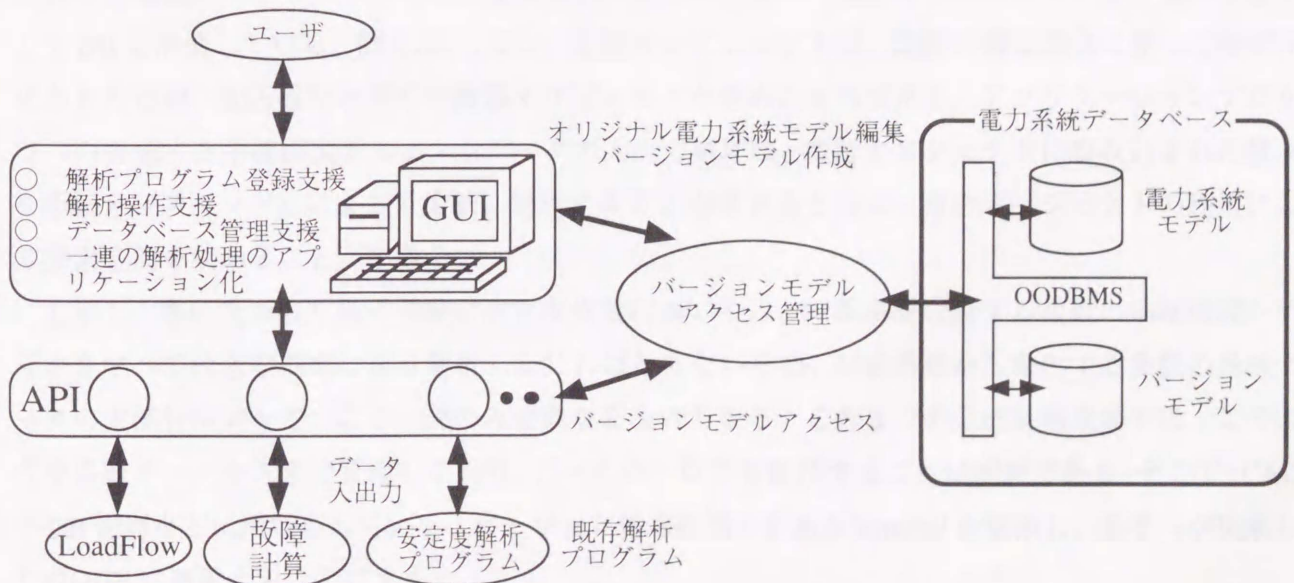 ユーザ
オリジナル電力系統モデル編集
バージョンモデル作成
電力系統データベース
解析プログラム登録支援
解析操作支援
データベース管理支援
一連の解析処理のアプ
リケーション化
GUI
電力系統
モデル
バージョンモデル
アクセス管理
OODBMS
バージョン
モデル
API
バージョンモデルアクセス
データ
入出力
LoadFlow
故障
計算
安定度解析
プログラム
既存解析
プログラム